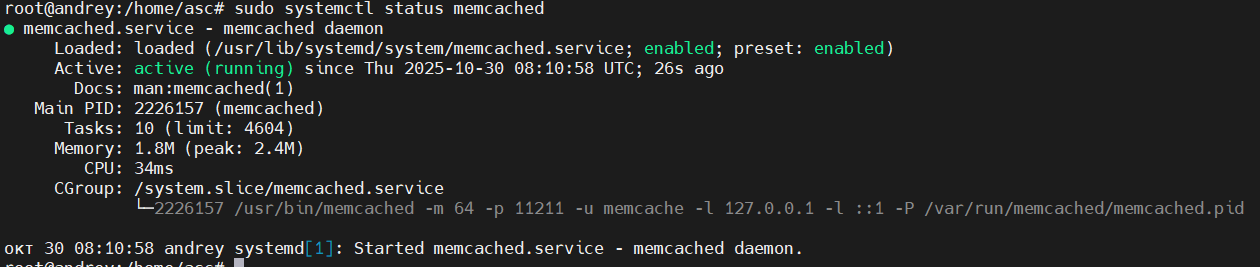 root@andrey:/home/asc# sudo systemctl status memcached
● memcached.service - memcached daemon
     Loaded: loaded (/usr/lib/systemd/system/memcached.service; enabled; preset: enabled)
     Active: active (running) since Thu 2025-10-30 08:10:58 UTC; 26s ago
       Docs: man:memcached(1)
   Main PID: 2226157 (memcached)
      Tasks: 10 (limit: 4604)
     Memory: 1.8M (peak: 2.4M)
        CPU: 34ms
     CGroup: /system.slice/memcached.service
             └─2226157 /usr/bin/memcached -m 64 -p 11211 -u memcache -l 127.0.0.1 -l ::1 -P /var/run/memcached/memcached.pid
окт 30 08:10:58 andrey systemd[1]: Started memcached.service - memcached daemon.
root@andrey:/home/asc#